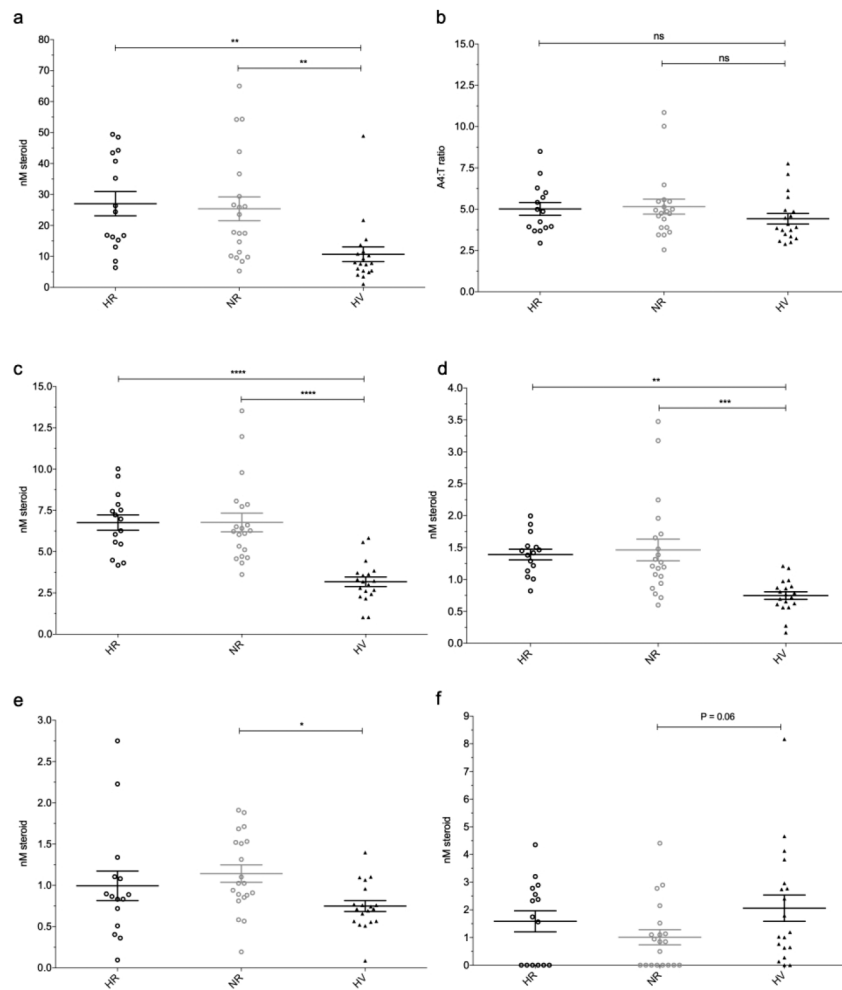 a
**
**
80
70
60
50
40
30
20
10
0
nM steroid
HR
NR
HV
b
ns
ns
15.0
12.5
10.0
7.5
5.0
2.5
0.0
A4:T ratio
HR
NR
HV
c
****
****
15.0
12.5
10.0
7.5
5.0
2.5
0.0
nM steroid
HR
NR
HV
d
**
***
4.0
3.5
3.0
2.5
2.0
1.5
1.0
0.5
0.0
nM steroid
HR
NR
HV
e
*
3.0
2.5
2.0
1.5
1.0
0.5
0.0
nM steroid
HR
NR
HV
f
P = 0.06
9
8
7
6
5
4
3
2
1
0
nM steroid
HR
NR
HV